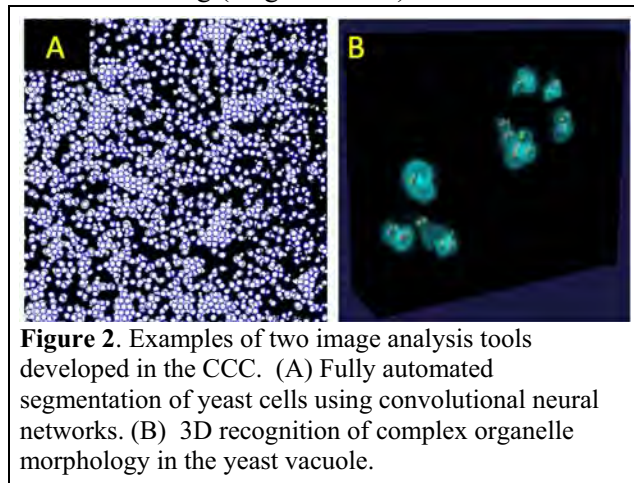 A
B
Figure 2. Examples of two image analysis tools
developed in the CCC. (A) Fully automated
segmentation of yeast cells using convolutional neural
networks. (B) 3D recognition of complex organelle
morphology in the yeast vacuole.